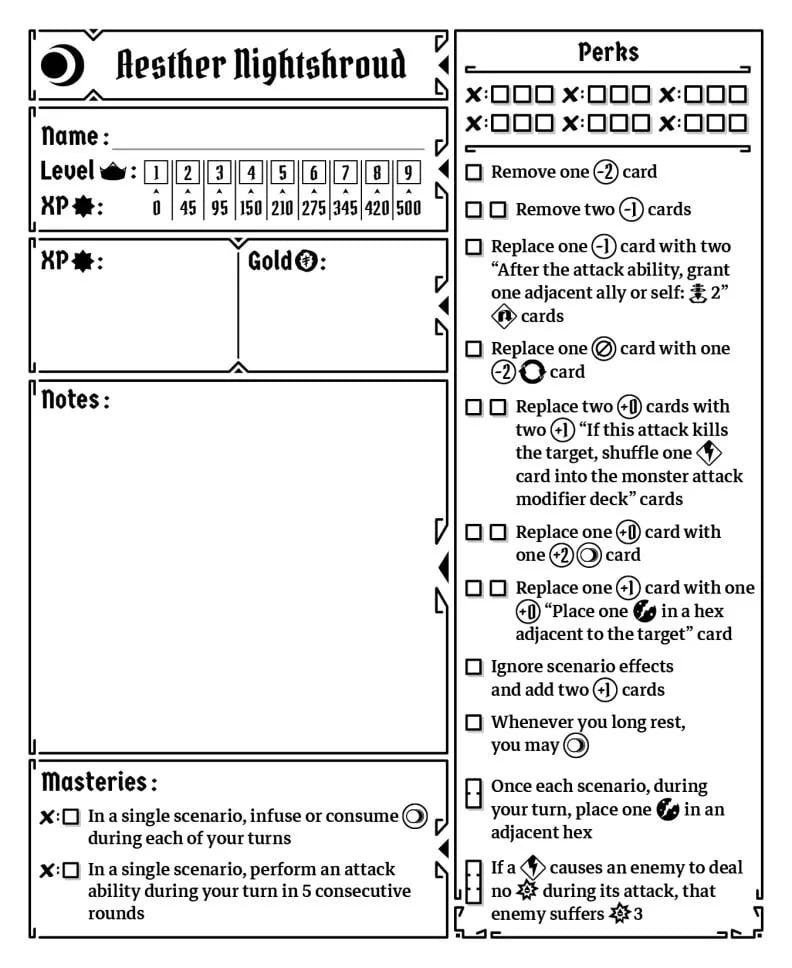 Aesther Nightshroud
Name:
Level : 1 2 3 4 5 6 7 8 9
XP : 0 45 95 150 210 275 345 420 500
XP :
Gold :
Notes:
Masteries:
In a single scenario, infuse or consume
during each of your turns
In a single scenario, perform an attack
ability during your turn in 5 consecutive
rounds
Perks
Remove one -2 card
Remove two -1 cards
Replace one -1 card with two
“After the attack ability, grant
one adjacent ally or self: 2”
cards
Replace one card with one
-2 card
Replace two +0 cards with
two +1 “If this attack kills
the target, shuffle one
card into the monster attack
modifier deck” cards
Replace one +0 card with
one +2 card
Replace one +1 card with one
+0 “Place one in a hex
adjacent to the target” card
Ignore scenario effects
and add two +1 cards
Whenever you long rest,
you may
Once each scenario, during
your turn, place one in an
adjacent hex
If a causes an enemy to deal
no during its attack, that
enemy suffers 3